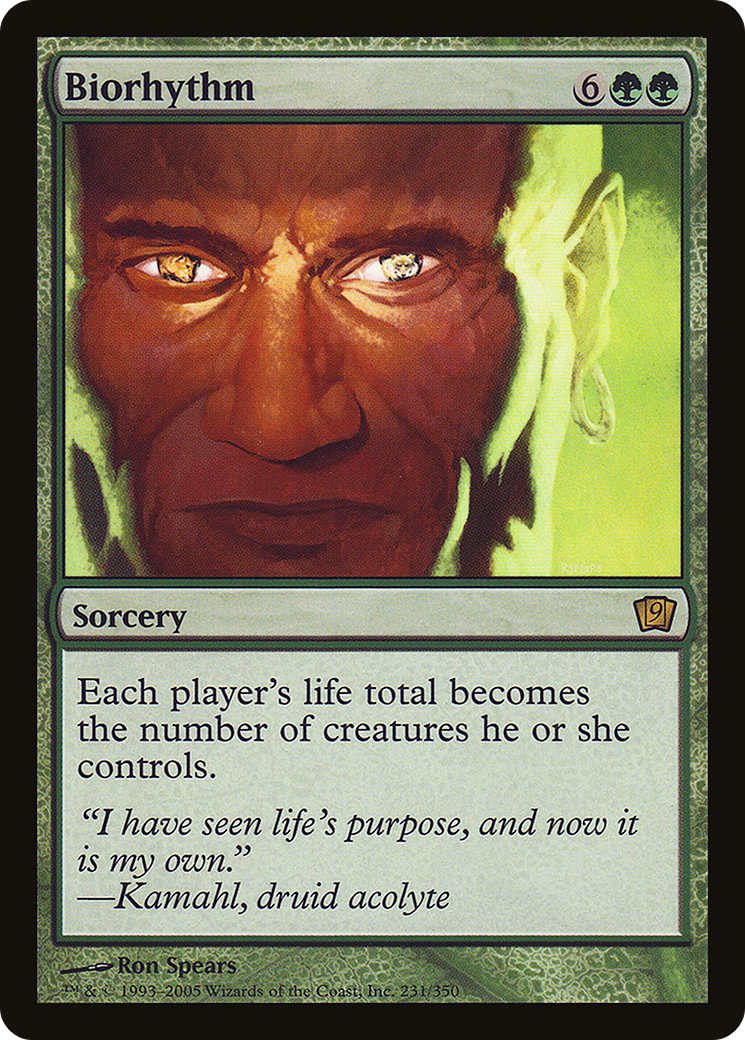 Biorhythm 6
Sorcery 9
Each player's life total becomes
the number of creatures he or she
controls.
“I have seen life's purpose, and now it
is my own.”
—Kamahl, druid acolyte
Ron Spears
™ & © 1993–2005 Wizards of the Coast, Inc. 231/350